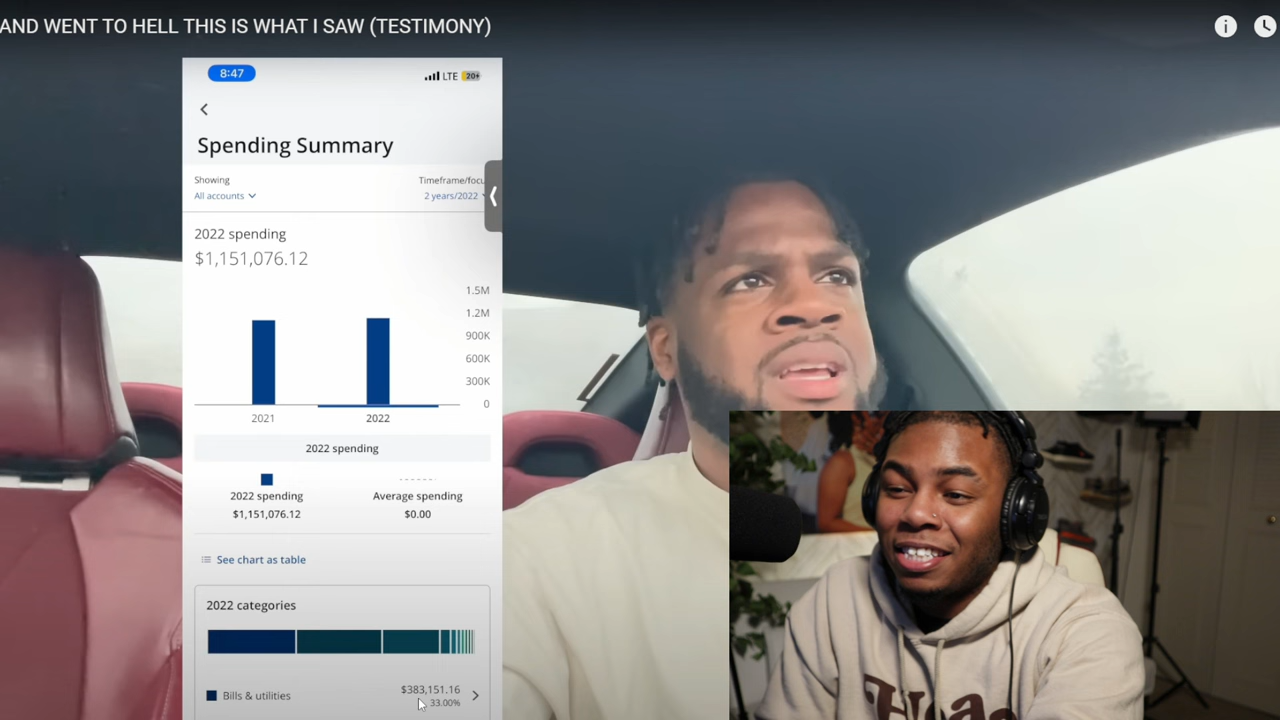 AND WENT TO HELL THIS IS WHAT I SAW (TESTIMONY)
8:47
LTE 20+
Spending Summary
Showing
Timeframe/focu
All accounts
2 years/2022
2022 spending
$1,151,076.12
1.5M
1.2M
900K
600K
300K
0
2021 2022
2022 spending
2022 spending Average spending
$1,151,076.12 $0.00
See chart as table
2022 categories
Bills & utilities
$383,151.16
33.00%